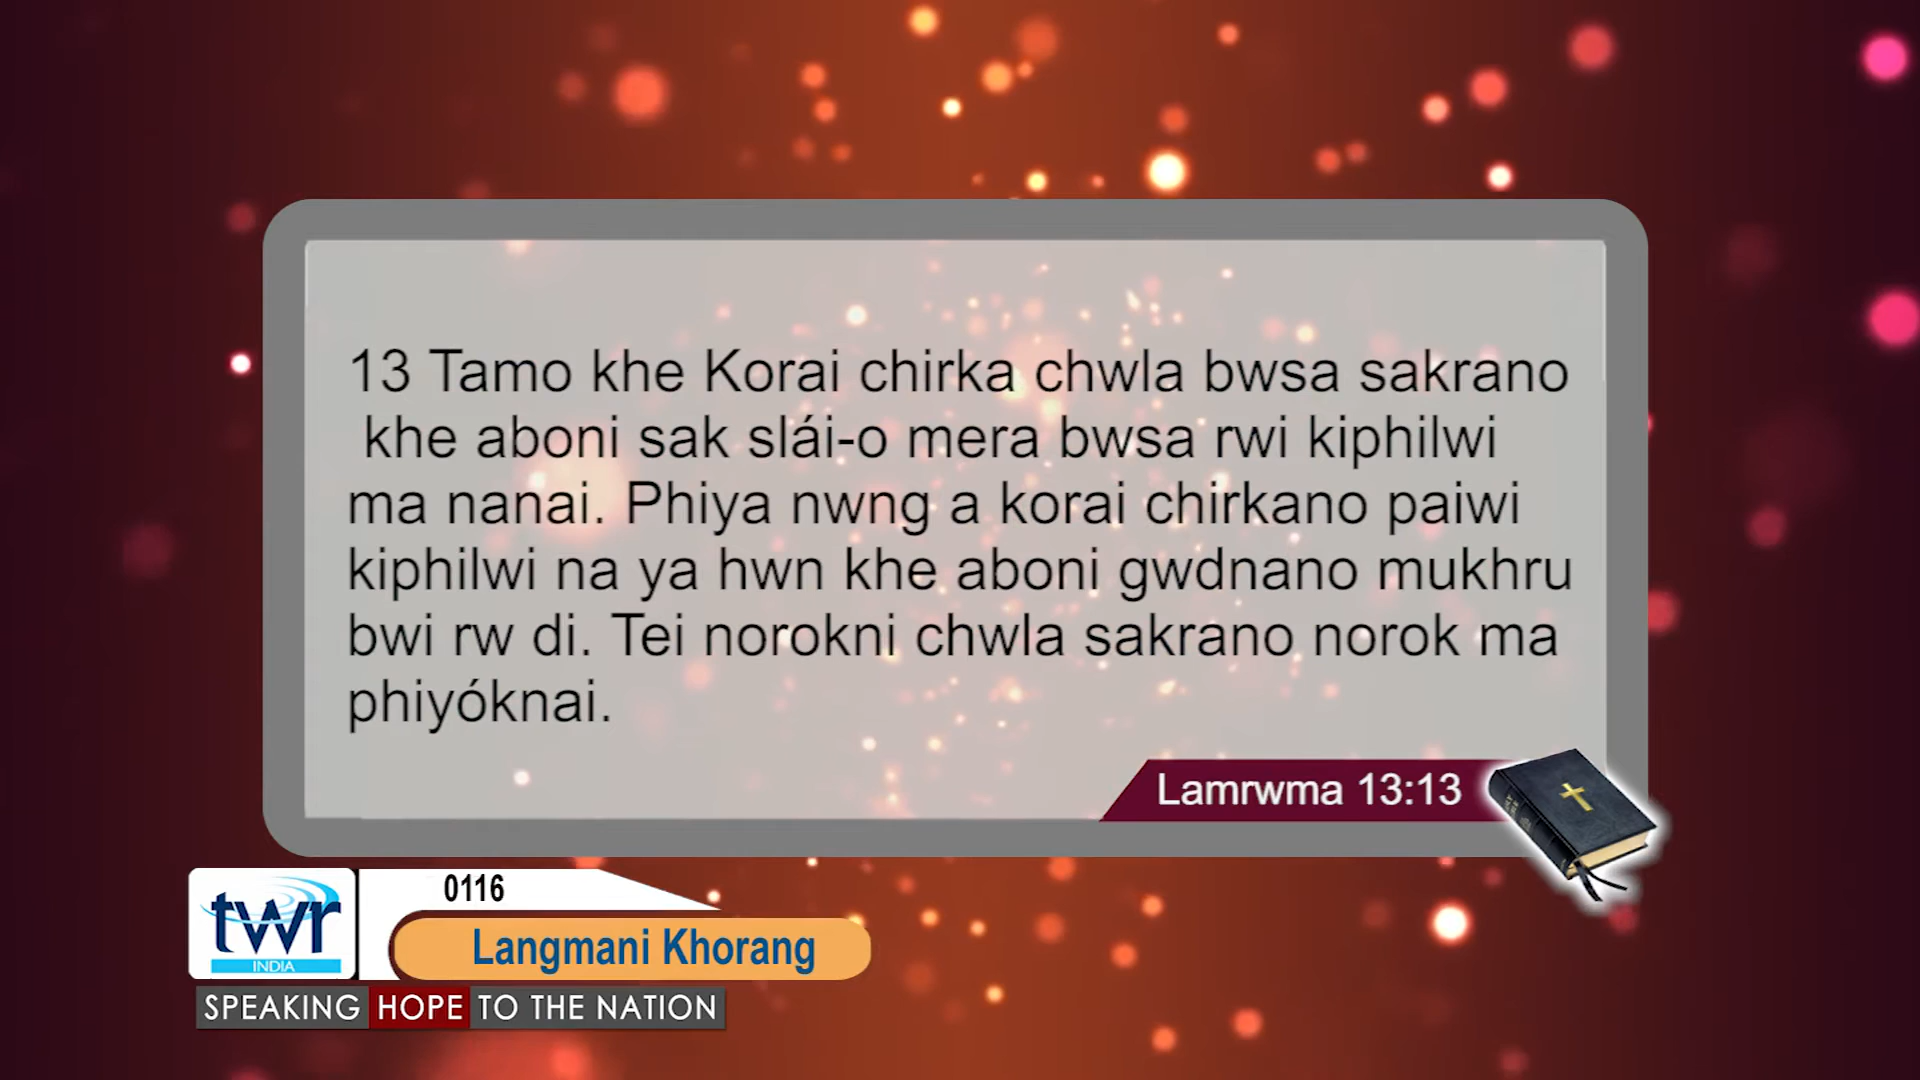 13 Tamo khe Korai chirka chwla bwsa sakrano
khe aboni sak slái-o mera bwsa rwi kiphilwi
ma nanai. Phiya nwng a korai chirkano paiwi
kiphilwi na ya hwn khe aboni gwdnano mukhru
bwi rw di. Tei norokni chwla sakrano norok ma
phiyóknai.
Lamrwma 13:13
twr
INDIA
0116
Langmani Khorang
SPEAKING HOPE TO THE NATION